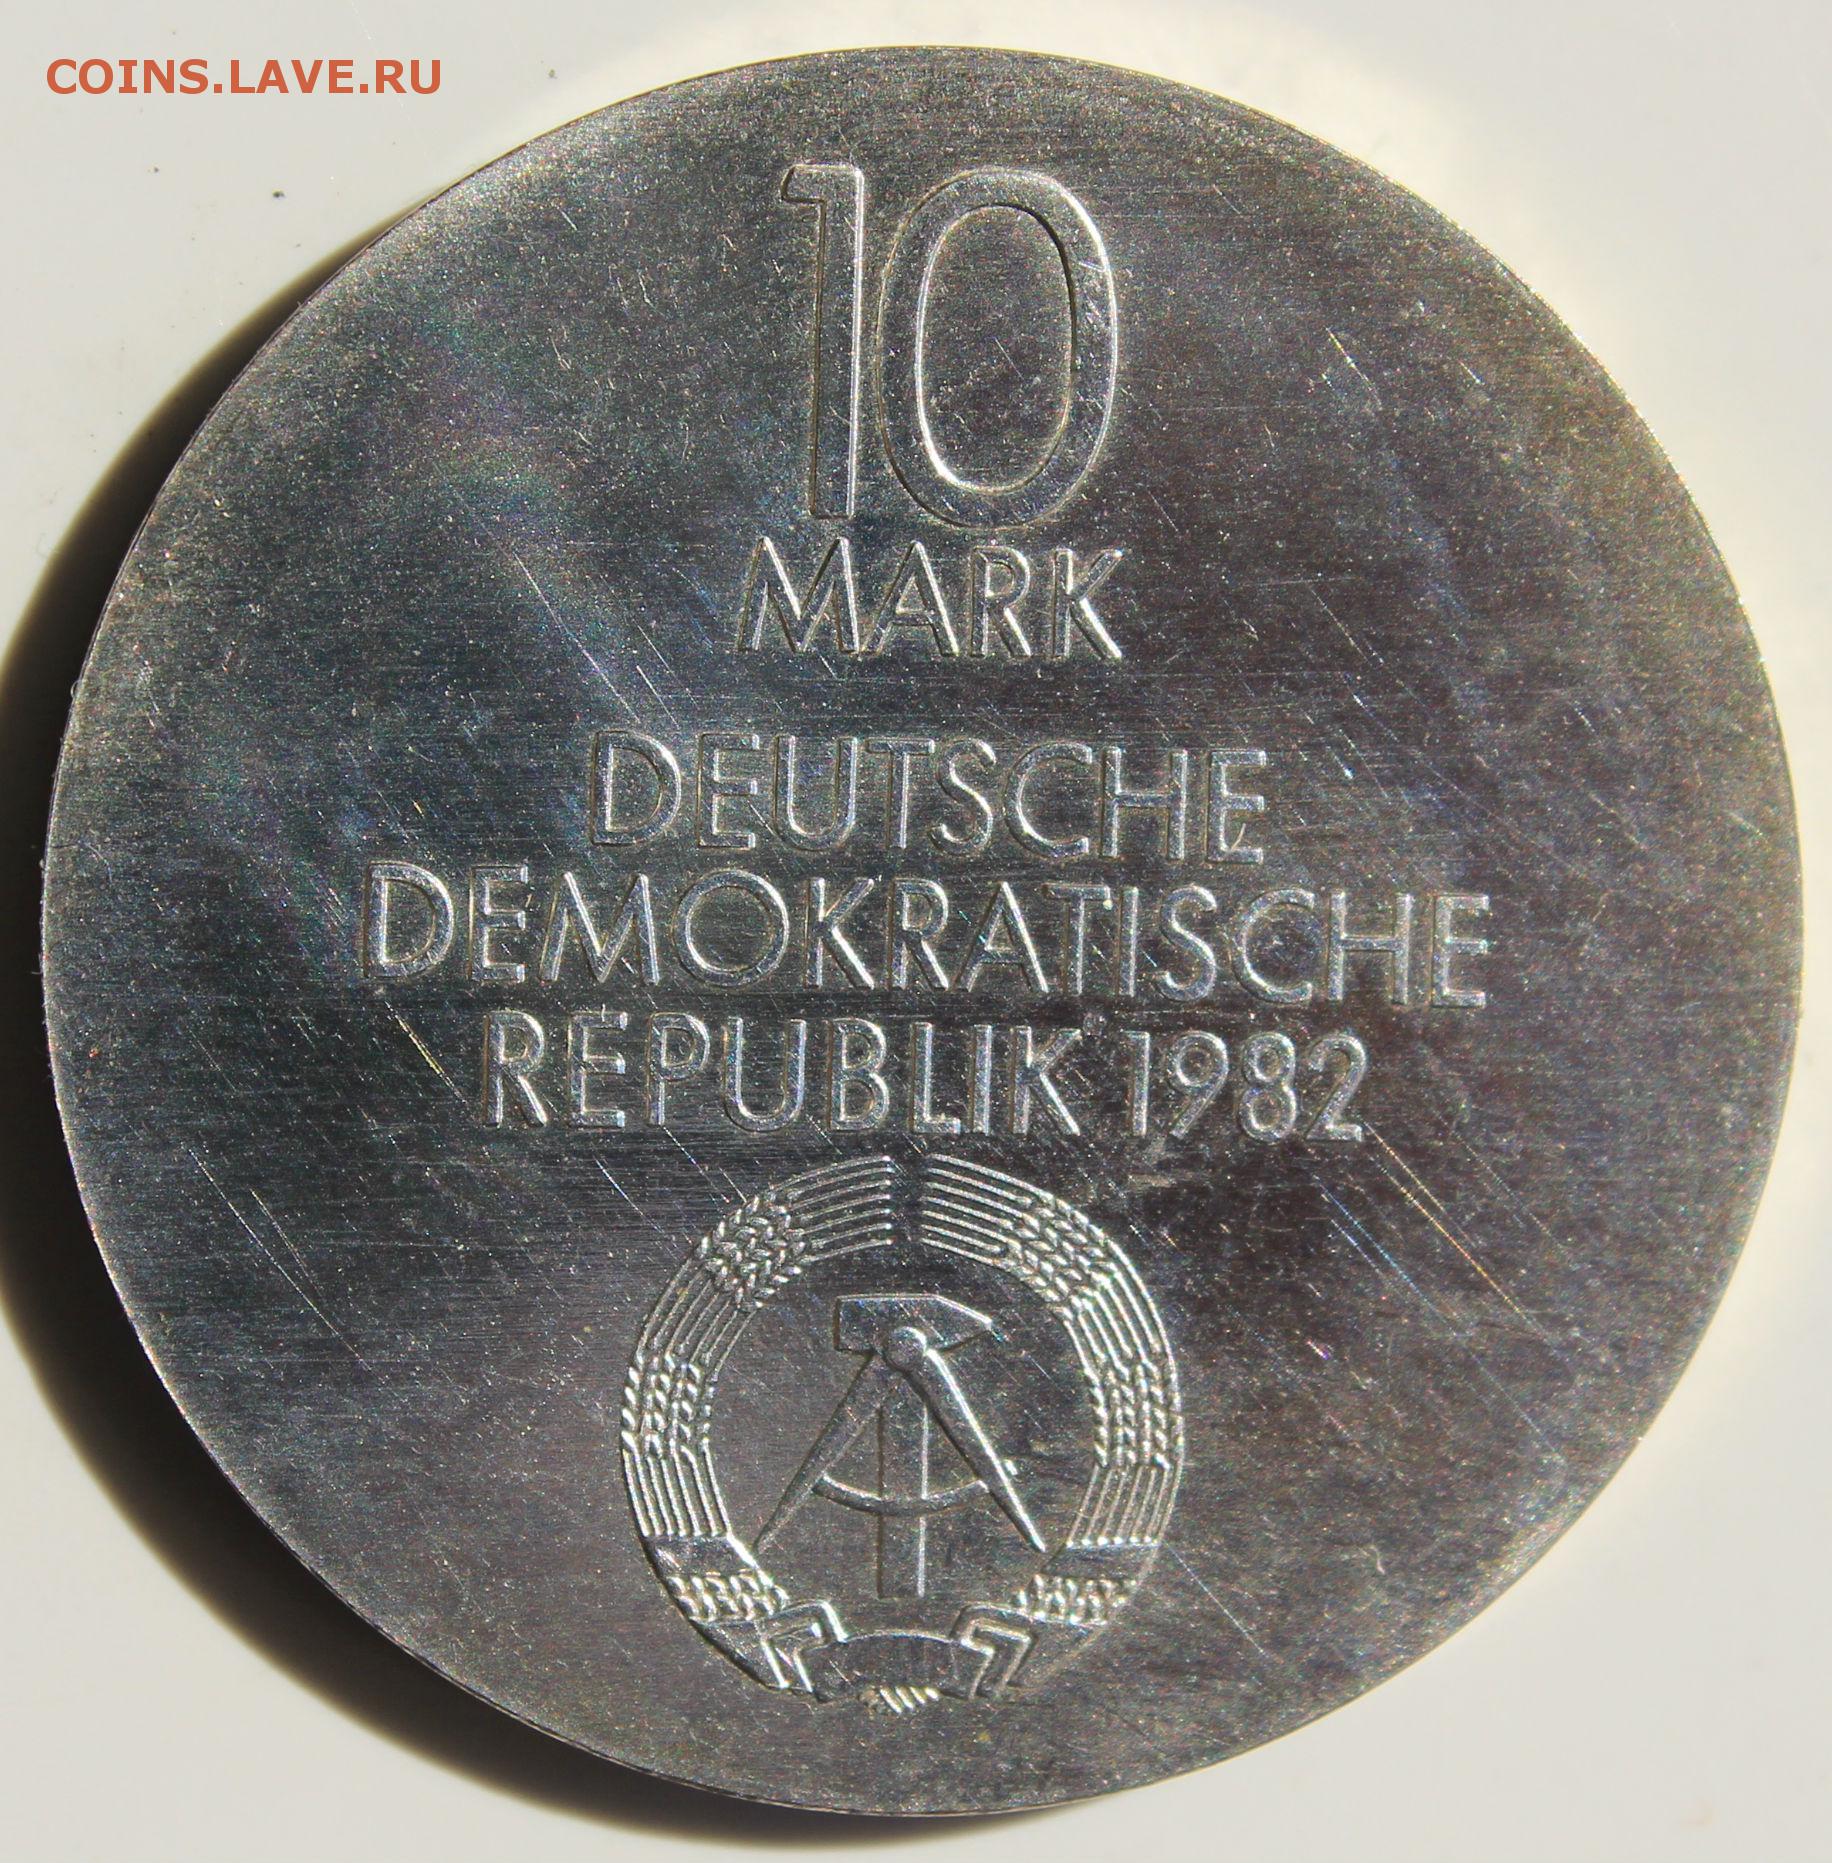 COINS.LAVE.RU
10
MARK
DEUTSCHE
DEMOKRATISCHE
REPUBLIK 1982